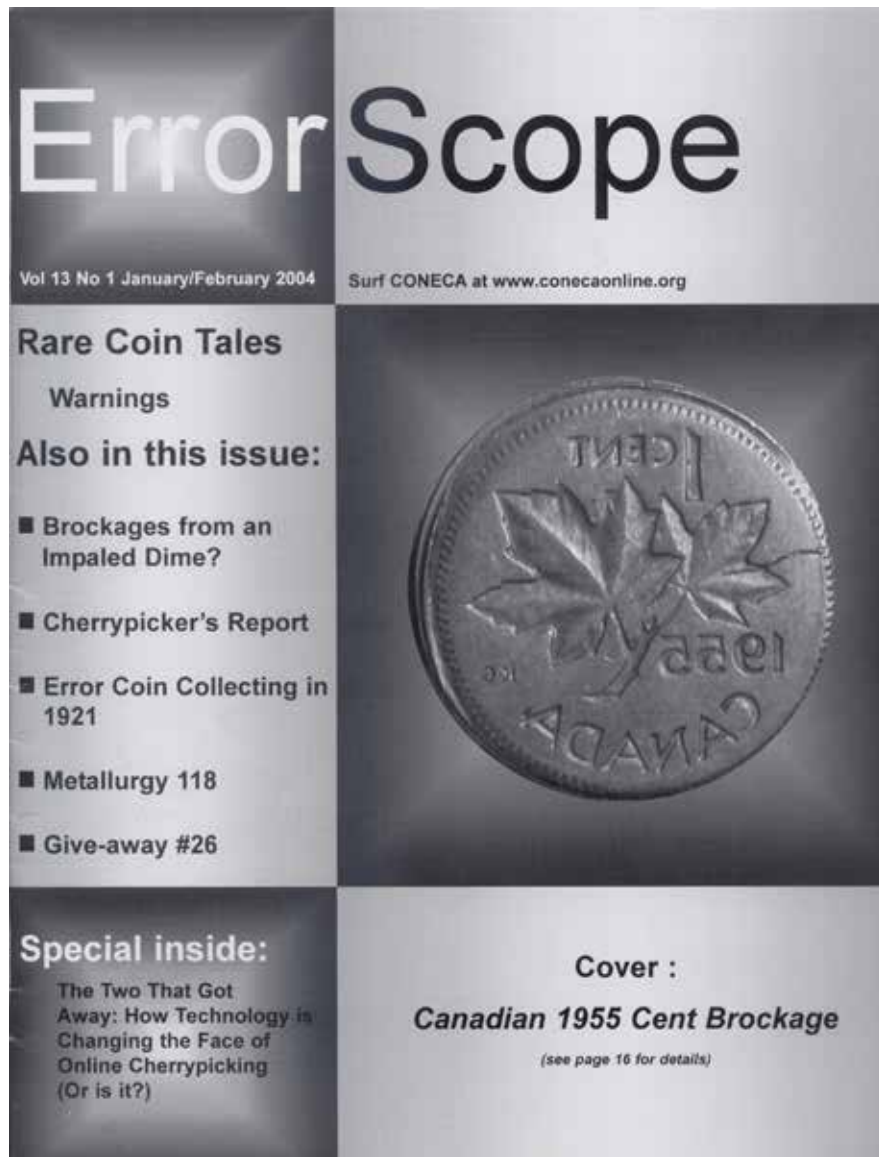 ErrorScope
Vol 13 No 1 January/February 2004
Surf CONECA at www.conecaonline.org
Rare Coin Tales
Warnings
Also in this issue:
■ Brockages from an
Impaled Dime?
■ Cherrypicker's Report
■ Error Coin Collecting in
1921
■ Metallurgy 118
■ Give-away #26
1 CENT
1955
CANADA
Special inside:
The Two That Got
Away: How Technology is
Changing the Face of
Online Cherrypicking
(Or is it?)
Cover :
Canadian 1955 Cent Brockage
(see page 16 for details)